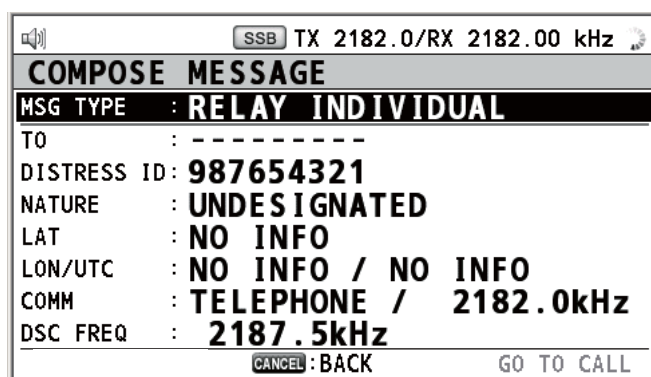 SSB TX 2182.0/RX 2182.00 kHz
COMPOSE MESSAGE
MSG TYPE : RELAY INDIVIDUAL
TO : ---------
DISTRESS ID: 987654321
NATURE : UNDESIGNATED
LAT : NO INFO
LON/UTC : NO INFO / NO INFO
COMM : TELEPHONE / 2182.0kHz
DSC FREQ : 2187.5kHz
CANCEL : BACK GO TO CALL